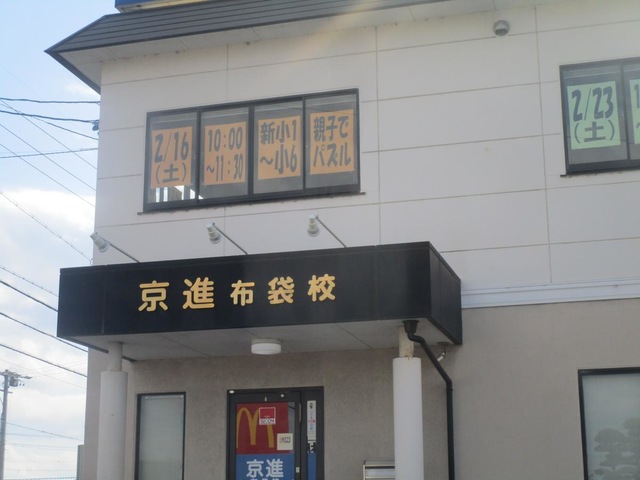 2/16
(土)
10:00
～11:30
新小1
～小6
親子で
パズル
2/23
(土)
京進 布袋校
京進